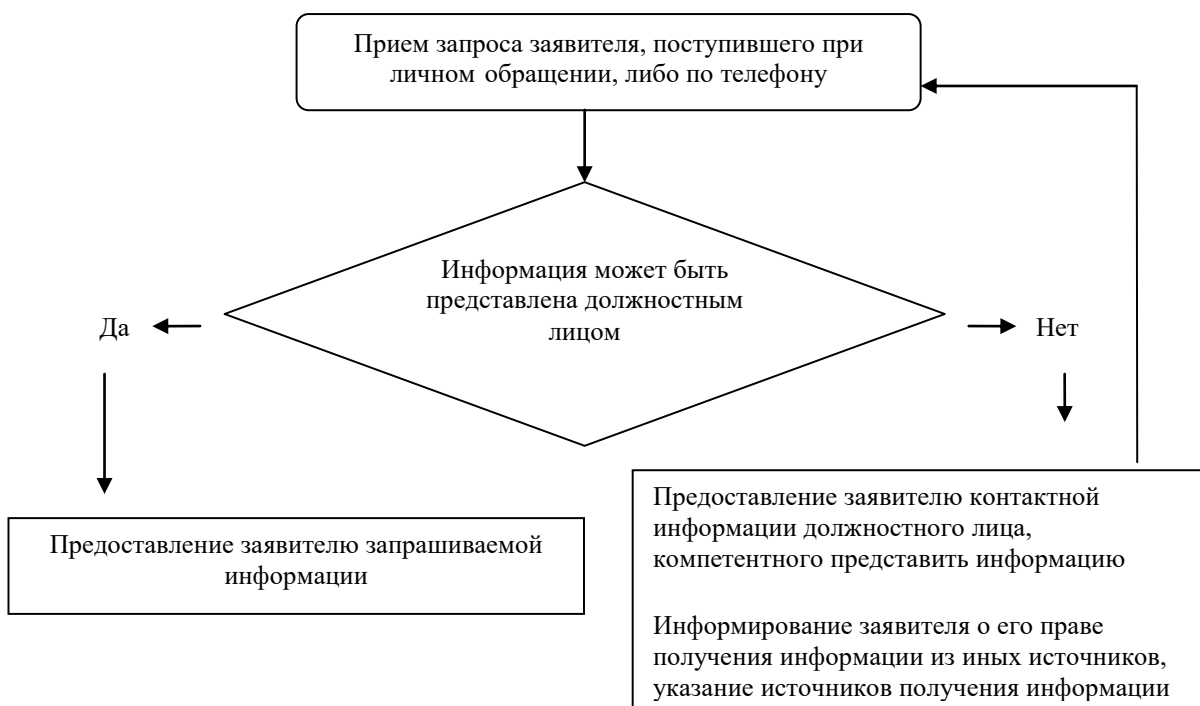 Прием запроса заявителя, поступившего при
личном обращении, либо по телефону
Информация может быть
представлена должностным
лицом
Да
Нет
Предоставление заявителю запрашиваемой
информации
Предоставление заявителю контактной
информации должностного лица,
компетентного представить информацию
Информирование заявителя о его праве
получения информации из иных источников,
указание источников получения информации